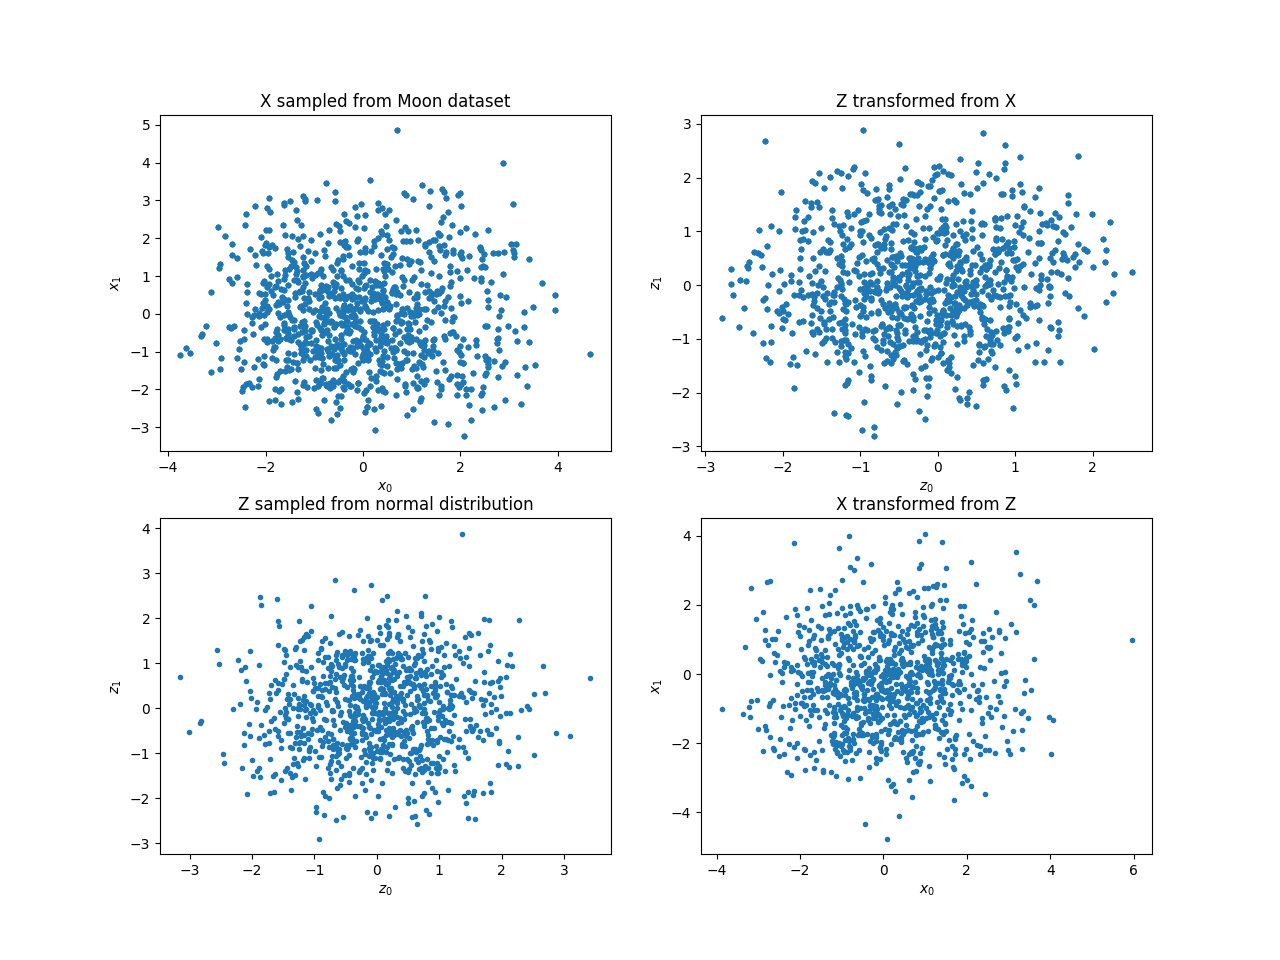 X sampled from Moon dataset
5
4
3
2
1
0
−1
−2
−3
x1
−4 −2 0 2 4
x0
Z transformed from X
3
2
1
0
−1
−2
−3
z1
−3 −2 −1 0 1 2
z0
Z sampled from normal distribution
4
3
2
1
0
−1
−2
−3
z1
−3 −2 −1 0 1 2 3
z0
X transformed from Z
4
2
0
−2
−4
x1
−4 −2 0 2 4 6
x0